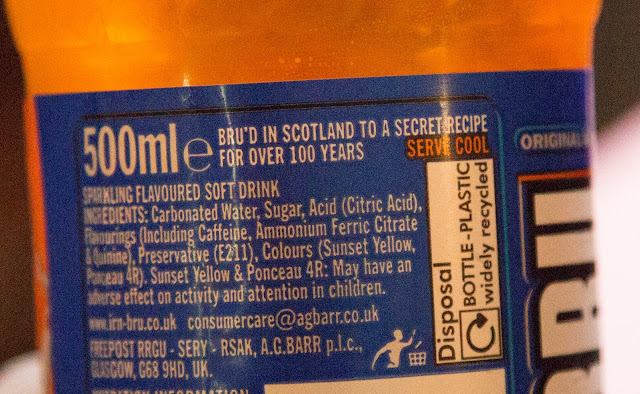 500ml e
BRU'D IN SCOTLAND TO A SECRET RECIPE
FOR OVER 100 YEARS
SERVE COOL
SPARKLING FLAVOURED SOFT DRINK
INGREDIENTS: Carbonated Water, Sugar, Acid (Citric Acid),
Flavourings (Including Caffeine, Ammonium Ferric Citrate
& Quinine), Preservative (E211), Colours (Sunset Yellow,
Ponceau 4R). Sunset Yellow & Ponceau 4R: May have an
adverse effect on activity and attention in children.
www.irn-bru.co.uk consumercare@agbarr.co.uk
FREEPOST RRGU - SERY - RSAK, A.G.BARR p.l.c.,
GLASGOW, G68 9HD, UK.
NUTRITION INFORMATION
Disposal
BOTTLE - PLASTIC
widely recycled
ORIGINAL
BRU